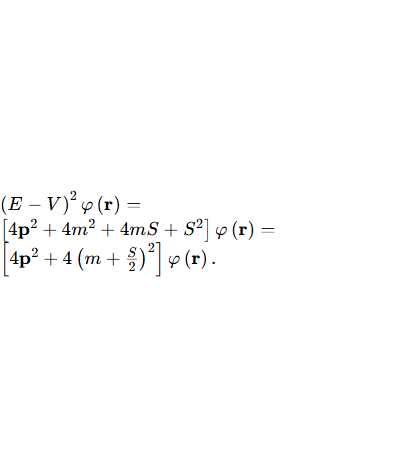 (E − V)² φ (𝐫) =
[4𝐩² + 4m² + 4mS + S²] φ (𝐫) =
[4𝐩² + 4 (m + S/2)²] φ (𝐫) .